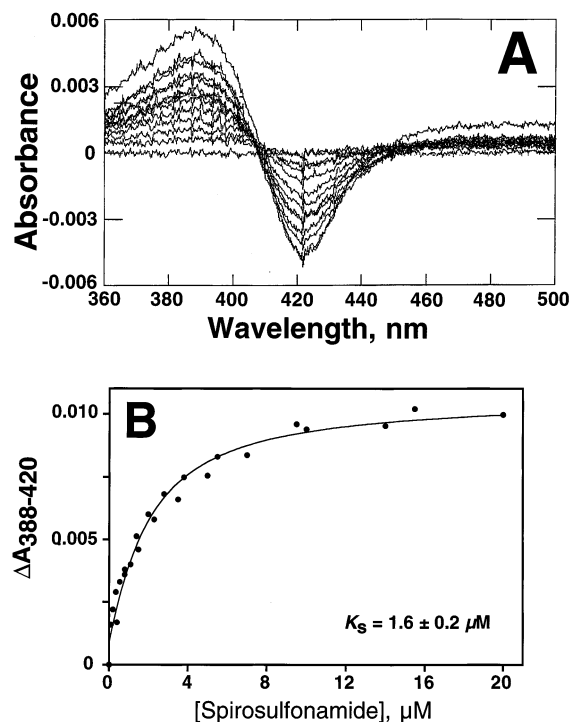 0.006
A
0.003
0
-0.003
-0.006
Absorbance
360 380 400 420 440 460 480 500
Wavelength, nm
B
0.010
0.005
0
ΔA388-420
Ks = 1.6 ± 0.2 μM
0 4 8 12 16 20
[Spirosulfonamide], μM